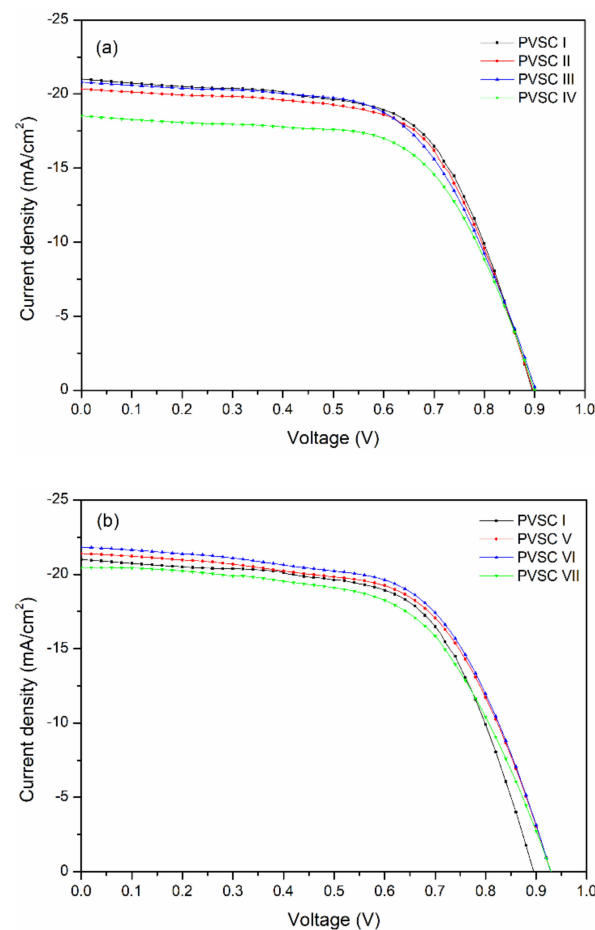 (a)
PVSC I
PVSC II
PVSC III
PVSC IV
-25
-20
-15
-10
-5
0
Current density (mA/cm²)
0.0 0.1 0.2 0.3 0.4 0.5 0.6 0.7 0.8 0.9 1.0
Voltage (V)
(b)
PVSC I
PVSC V
PVSC VI
PVSC VII
-25
-20
-15
-10
-5
0
Current density (mA/cm²)
0.0 0.1 0.2 0.3 0.4 0.5 0.6 0.7 0.8 0.9 1.0
Voltage (V)